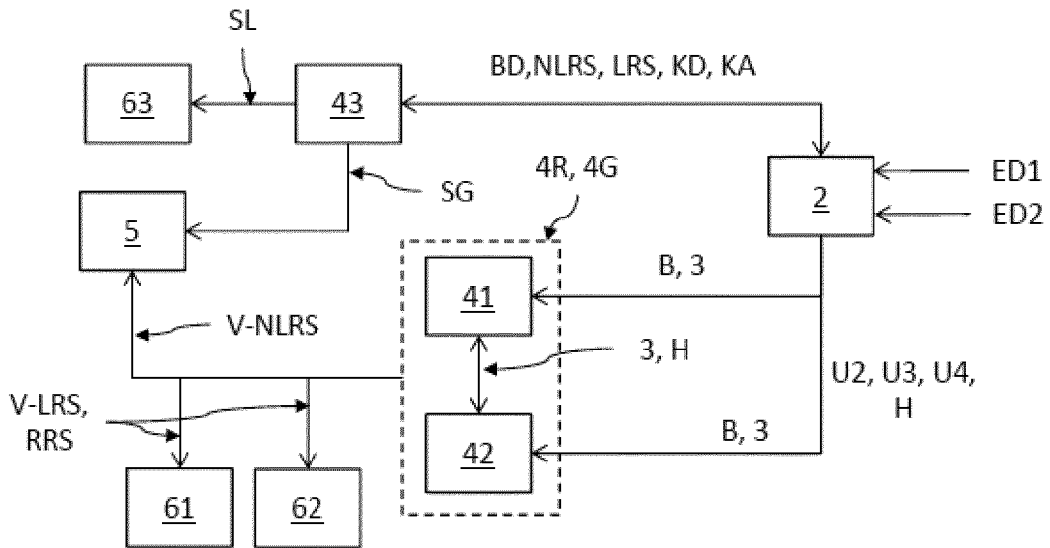 SL
BD,NLRS, LRS, KD, KA
63
43
4R, 4G
SG
2
ED1
ED2
5
B, 3
41
V-NLRS
3, H
U2, U3, U4,
H
V-LRS,
RRS
B, 3
42
61
62